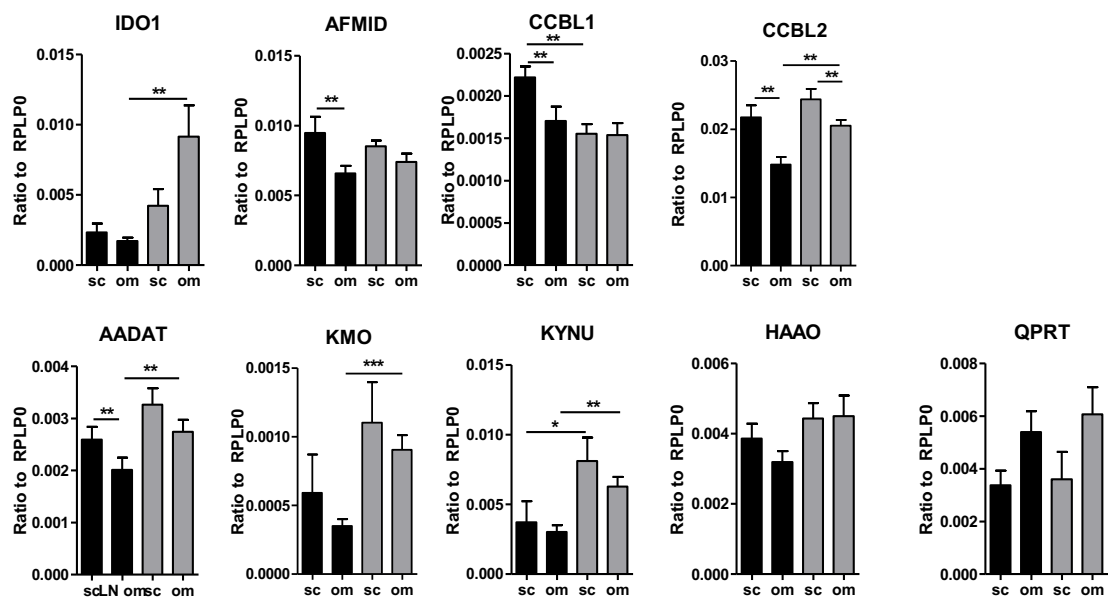 IDO1
Ratio to RPLP0
0.015
0.010
0.005
0.000
**
sc om sc om
AFMID
Ratio to RPLP0
0.015
0.010
0.005
0.000
**
sc om sc om
CCBL1
Ratio to RPLP0
0.0025
0.0020
0.0015
0.0010
0.0005
0.0000
**
**
sc om sc om
CCBL2
Ratio to RPLP0
0.03
0.02
0.01
0.00
**
** **
sc om sc om
AADAT
Ratio to RPLP0
0.004
0.003
0.002
0.001
0.000
**
**
scLN omsc om
KMO
Ratio to RPLP0
0.0015
0.0010
0.0005
0.0000
***
sc om sc om
KYNU
Ratio to RPLP0
0.015
0.010
0.005
0.000
**
*
sc om sc om
HAAO
Ratio to RPLP0
0.006
0.004
0.002
0.000
sc om sc om
QPRT
Ratio to RPLP0
0.008
0.006
0.004
0.002
0.000
sc om sc om